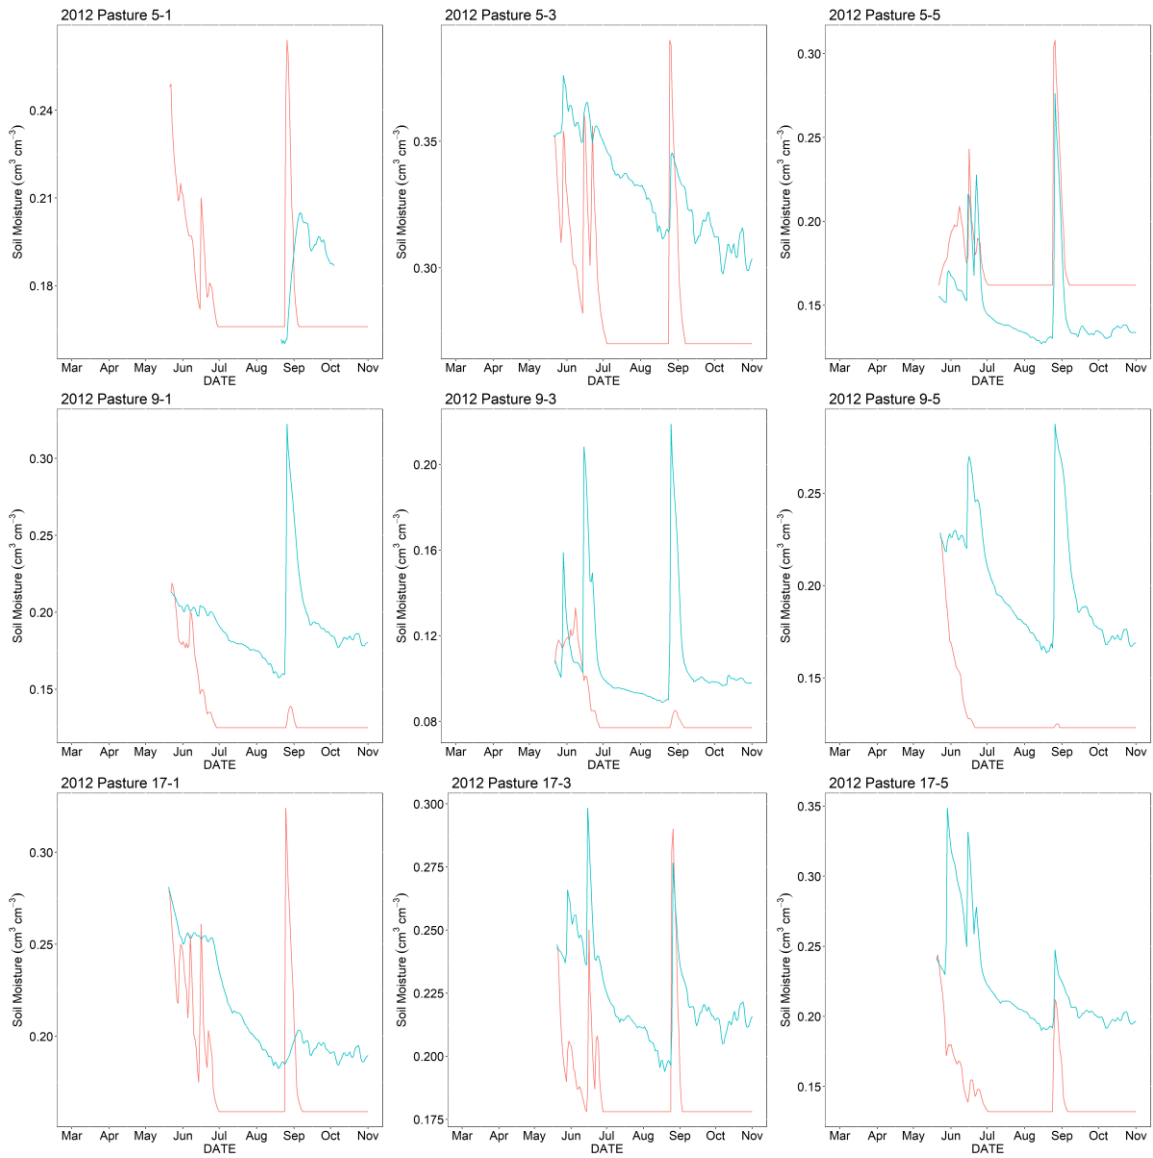 2012 Pasture 5-1
Soil Moisture (cm³ cm⁻³)
0.24
0.21
0.18
Mar Apr May Jun Jul Aug Sep Oct Nov
DATE
2012 Pasture 5-3
Soil Moisture (cm³ cm⁻³)
0.35
0.30
Mar Apr May Jun Jul Aug Sep Oct Nov
DATE
2012 Pasture 5-5
Soil Moisture (cm³ cm⁻³)
0.30
0.25
0.20
0.15
Mar Apr May Jun Jul Aug Sep Oct Nov
DATE
2012 Pasture 9-1
Soil Moisture (cm³ cm⁻³)
0.30
0.25
0.20
0.15
Mar Apr May Jun Jul Aug Sep Oct Nov
DATE
2012 Pasture 9-3
Soil Moisture (cm³ cm⁻³)
0.20
0.16
0.12
0.08
Mar Apr May Jun Jul Aug Sep Oct Nov
DATE
2012 Pasture 9-5
Soil Moisture (cm³ cm⁻³)
0.25
0.20
0.15
Mar Apr May Jun Jul Aug Sep Oct Nov
DATE
2012 Pasture 17-1
Soil Moisture (cm³ cm⁻³)
0.30
0.25
0.20
Mar Apr May Jun Jul Aug Sep Oct Nov
DATE
2012 Pasture 17-3
Soil Moisture (cm³ cm⁻³)
0.300
0.275
0.250
0.225
0.200
0.175
Mar Apr May Jun Jul Aug Sep Oct Nov
DATE
2012 Pasture 17-5
Soil Moisture (cm³ cm⁻³)
0.35
0.30
0.25
0.20
0.15
Mar Apr May Jun Jul Aug Sep Oct Nov
DATE